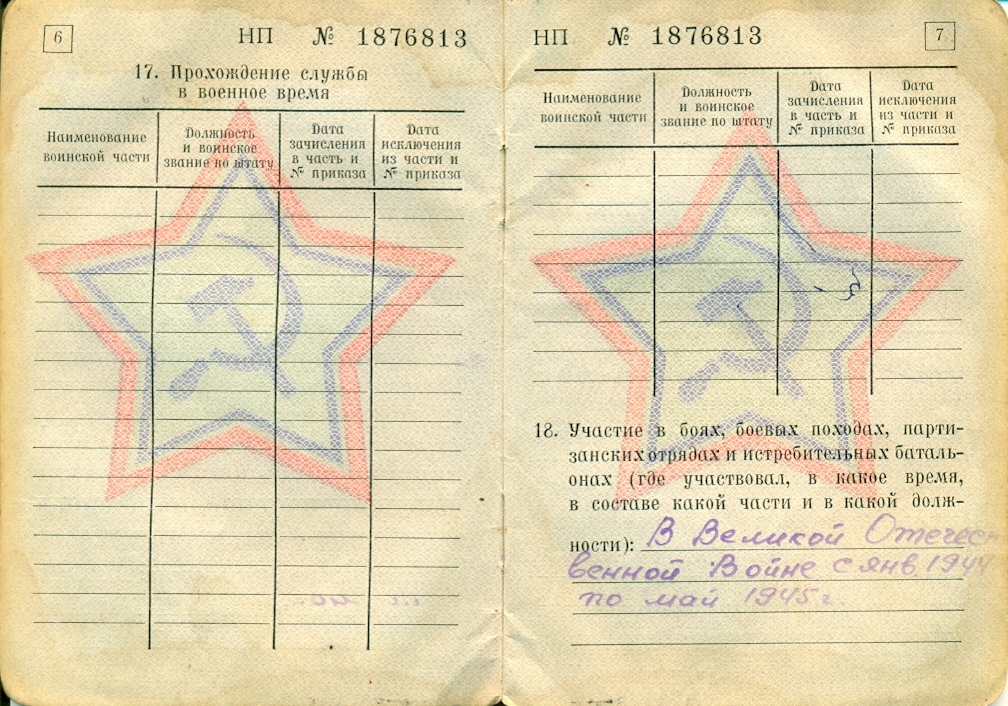 6
НП № 1876813
17. Прохождение службы
в военное время
Наименование
воинской части
Должность
и воинское
звание по штату
Дата
зачисления
в часть и
№ приказа
Дата
исключения
из части и
№ приказа
НП № 1876813
7
Наименование
воинской части
Должность
и воинское
звание по штату
Дата
зачисления
в часть и
№ приказа
Дата
исключения
из части и
№ приказа
18. Участие в боях, боевых походах, парти-
занских отрядах и истребительных баталь-
онах (где участвовал, в какое время,
в составе какой части и в какой долж-
ности): В Великой Отечест
венной Войне с янв. 1944
по май 1945 г.